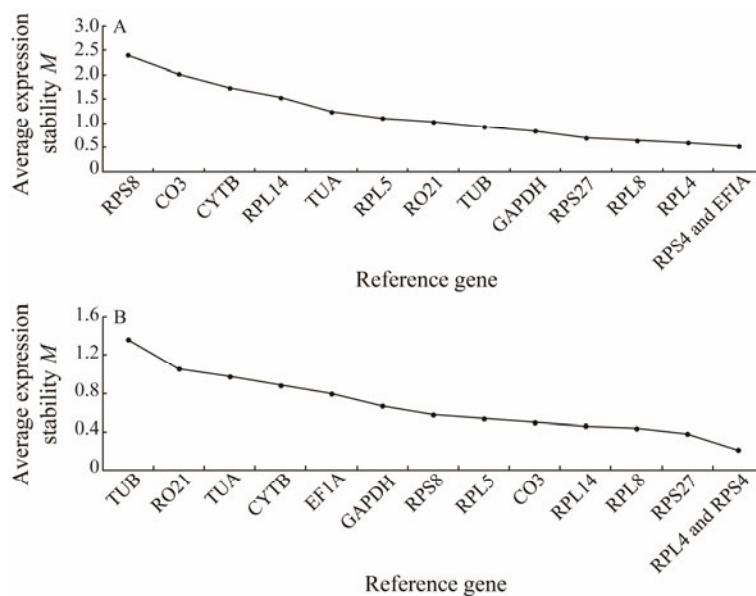 A
Average expression
stability M
3.0
2.5
2.0
1.5
1.0
0.5
0
RPS8
CO3
CYTB
RPL14
TUA
RPL5
RO21
TUB
GAPDH
RPS27
RPL8
RPL4
RPS4 and EF1A
Reference gene
B
Average expression
stability M
1.6
1.2
0.8
0.4
0
TUB
RO21
TUA
CYTB
EF1A
GAPDH
RPS8
RPL5
CO3
RPL14
RPL8
RPS27
RPL4 and RPS4
Reference gene